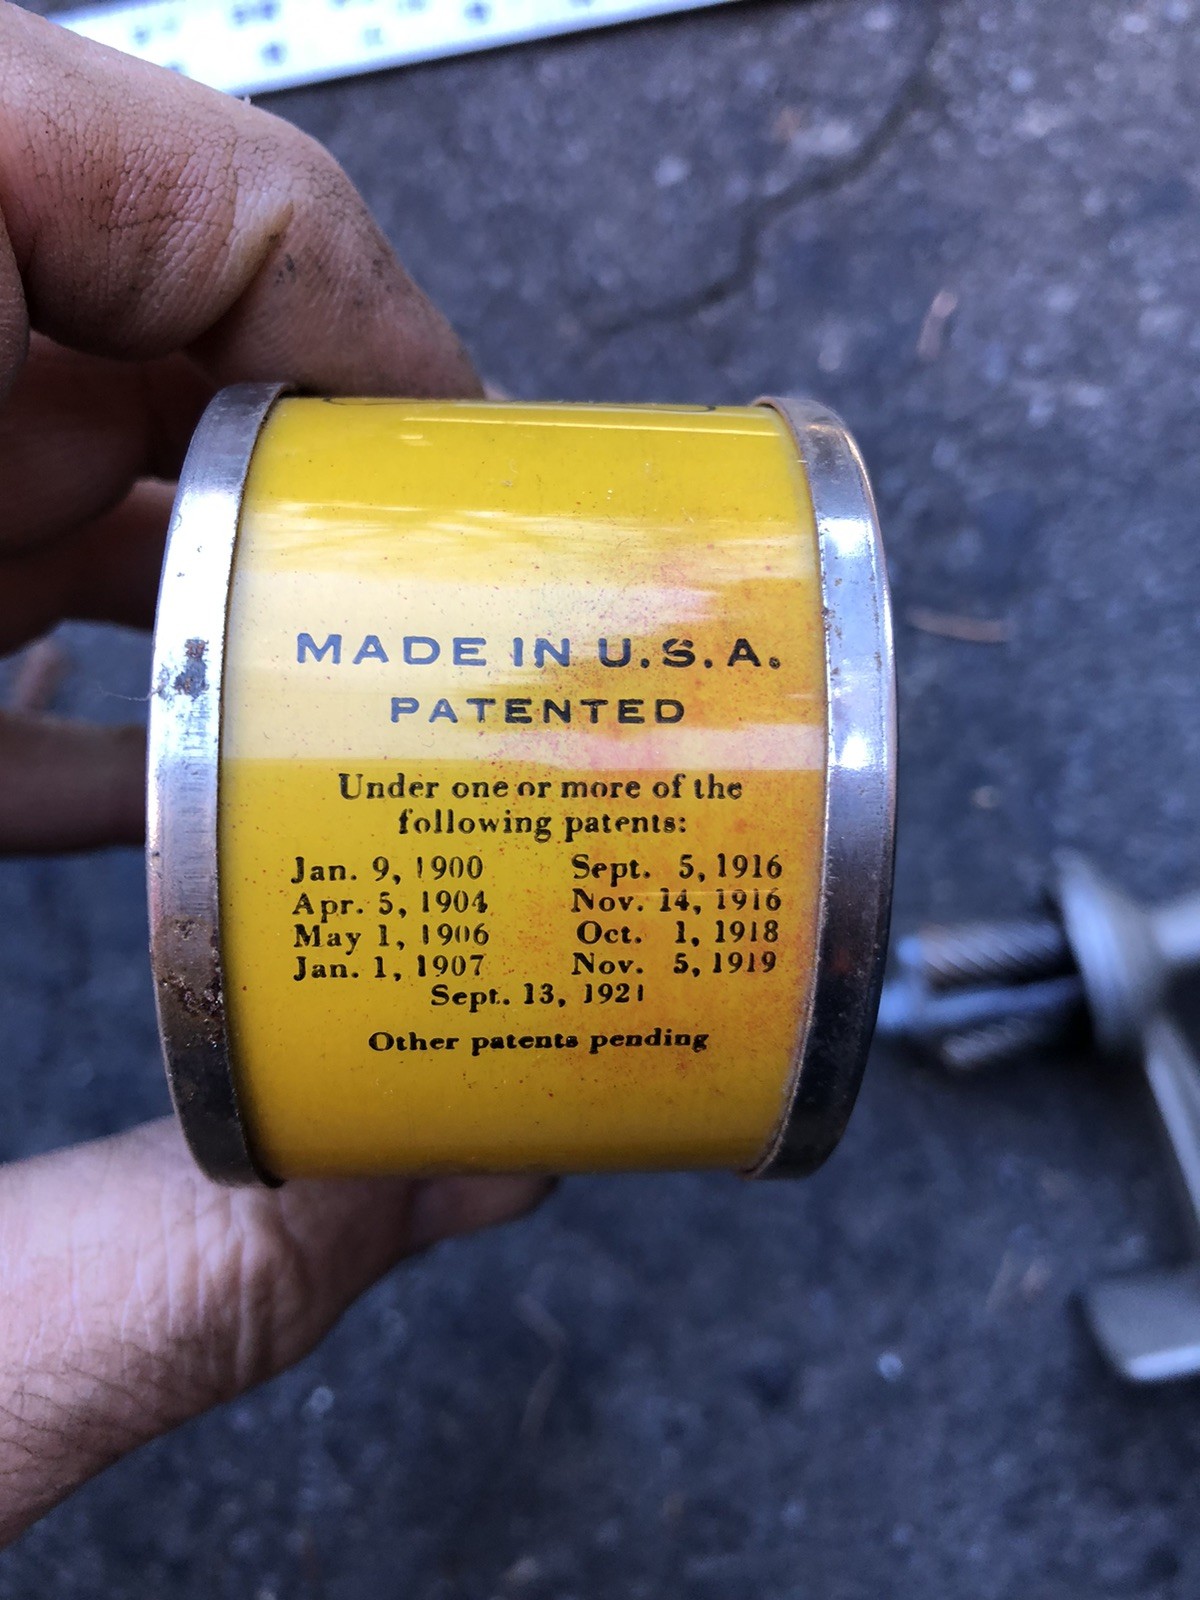 MADE IN U.S.A.
PATENTED
Under one or more of the
following patents:
Jan. 9, 1900 Sept. 5, 1916
Apr. 5, 1904 Nov. 14, 1916
May 1, 1906 Oct. 1, 1918
Jan. 1, 1907 Nov. 5, 1919
Sept. 13, 1921
Other patents pending